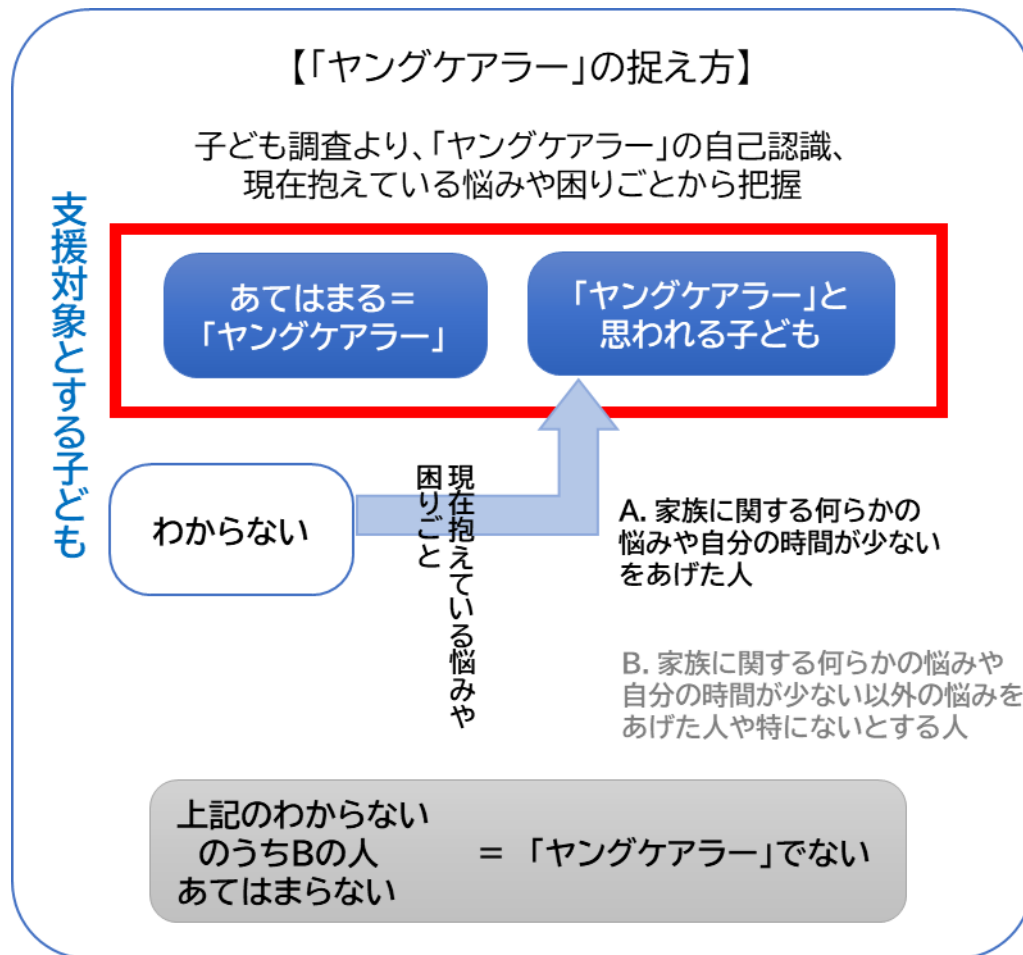 【「ヤングケアラー」の捉え方】
子ども調査より、「ヤングケアラー」の自己認識、
現在抱えている悩みや困りごとから把握
支援対象とする子ども
あてはまる＝
「ヤングケアラー」
「ヤングケアラー」と
思われる子ども
わからない
現在抱えている悩みや
困りごと
A. 家族に関する何らかの
悩みや自分の時間が少ない
をあげた人
B. 家族に関する何らかの悩みや
自分の時間が少ない以外の悩みを
あげた人や特にないとする人
上記のわからない
のうちBの人
あてはまらない
＝ 「ヤングケアラー」でない